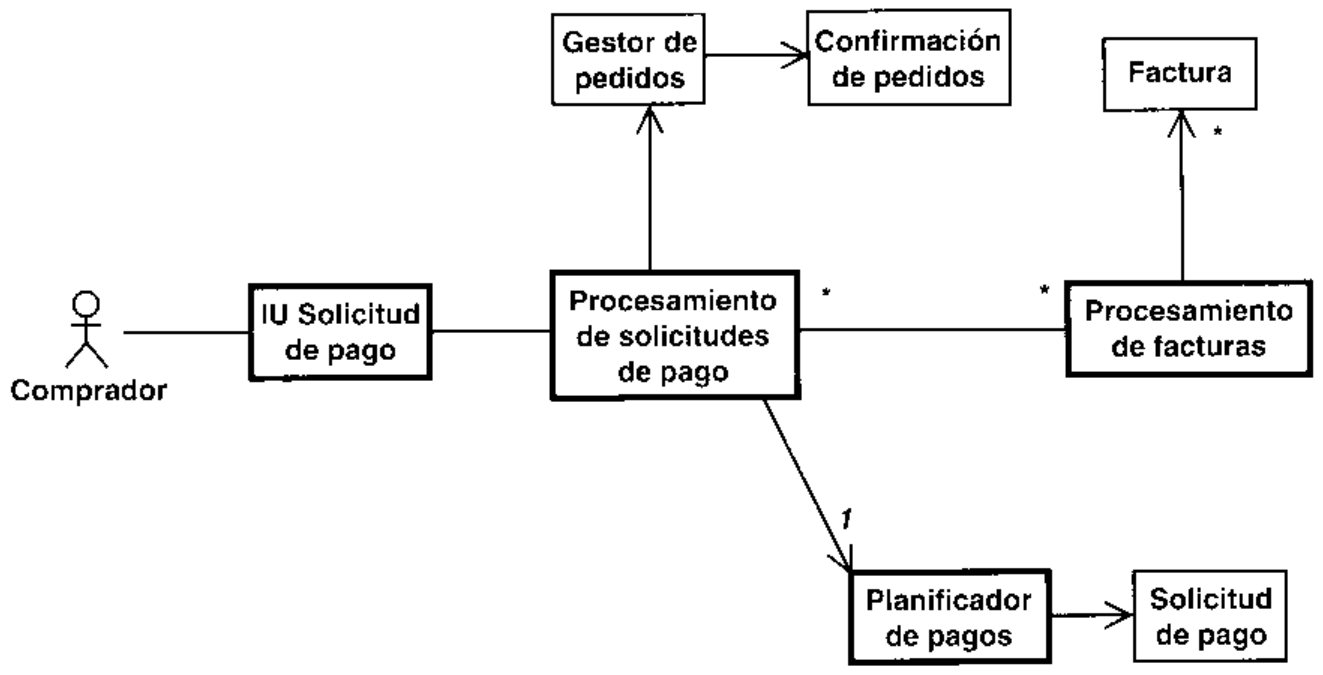 Gestor de
pedidos
Confirmación
de pedidos
Factura
*
Comprador
IU Solicitud
de pago
Procesamiento
de solicitudes
de pago
*
*
Procesamiento
de facturas
1
Planificador
de pagos
Solicitud
de pago